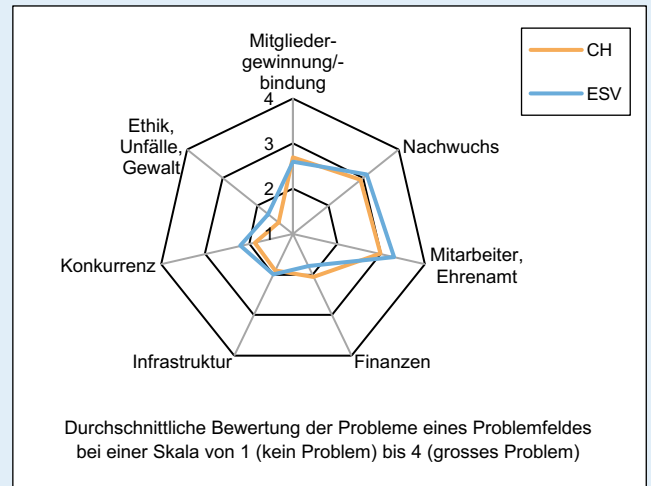 Mitglieder-
gewinnung/-
bindung
CH
ESV
4
3
2
1
Ethik,
Unfälle,
Gewalt
Nachwuchs
Konkurrenz
Mitarbeiter,
Ehrenamt
Infrastruktur
Finanzen
Durchschnittliche Bewertung der Probleme eines Problemfeldes
bei einer Skala von 1 (kein Problem) bis 4 (grosses Problem)